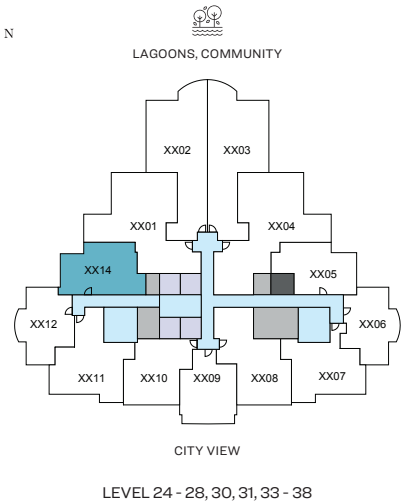 N
LAGOONS, COMMUNITY
XX02 XX03
XX01 XX04
XX14 XX05
XX12 XX06
XX11 XX10 XX09 XX08 XX07
CITY VIEW
LEVEL 24 - 28, 30, 31, 33 - 38